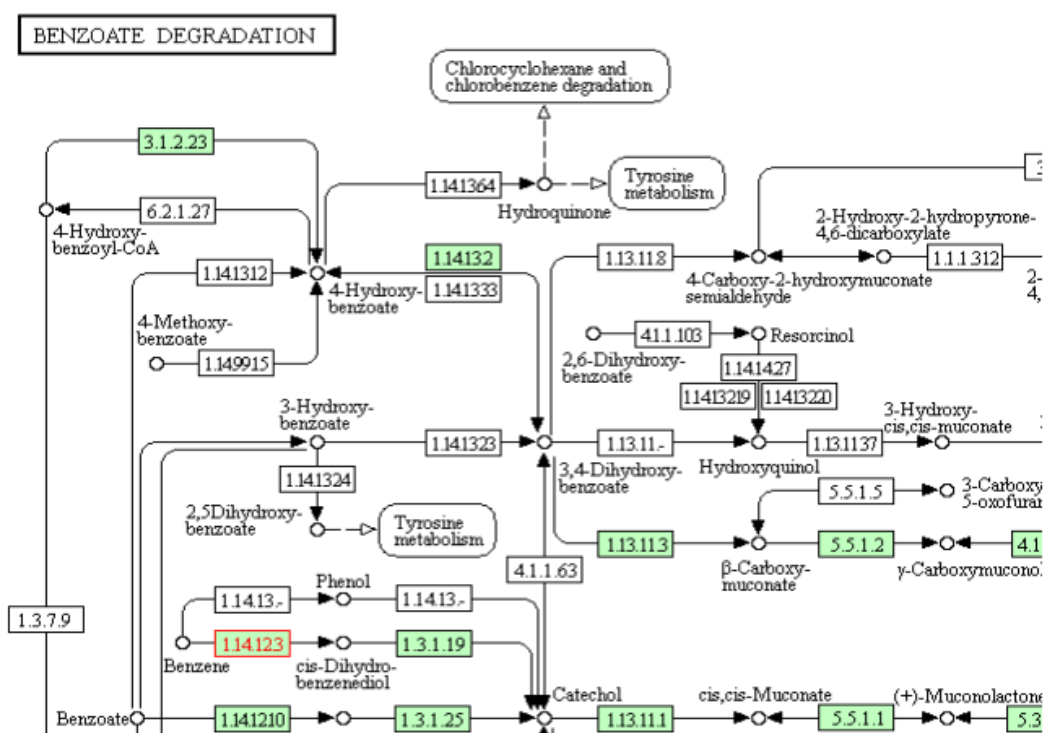 BENZOATE DEGRADATION
Chlorocyclohexane and
chlorobenzene degradation
3.1.2.23
1.14.13.64
Tyrosine
metabolism
Hydroquinone
6.2.1.27
4-Hydroxy-
benzoyl-CoA
2-Hydroxy-2-hydropyrone-
4,6-dicarboxylate
1.14.13.12
1.14.13.2
1.14.13.33
4-Hydroxy-
benzoate
1.13.11.8
1.1.1.312
4-Carboxy-2-hydroxymuconate
semialdehyde
2-
4,
4-Methoxy-
benzoate
1.14.99.15
4.1.1.103
Resorcinol
2,6-Dihydroxy-
benzoate
1.14.14.27
1.14.13.219
1.14.13.220
3-Hydroxy-
benzoate
1.14.13.23
1.13.11.-
1.13.11.37
3-Hydroxy-
cis,cis-muconate
3,4-Dihydroxy-
benzoate
Hydroxyquinol
1.14.13.24
2,5Dihydroxy-
benzoate
Tyrosine
metabolism
5.5.1.5
3-Carboxy
5-oxofuran
1.13.11.3
5.5.1.2
4.1
β-Carboxy-
muconate
γ-Carboxymuconol
4.1.1.63
Phenol
1.14.13.-
1.14.13.-
1.3.7.9
1.14.12.3
1.3.1.19
Benzene
cis-Dihydro-
benzenediol
Catechol
cis,cis-Muconate
(+)-Muconolactone
Benzoate
1.14.12.10
1.3.1.25
1.13.11.1
5.5.1.1
5.3